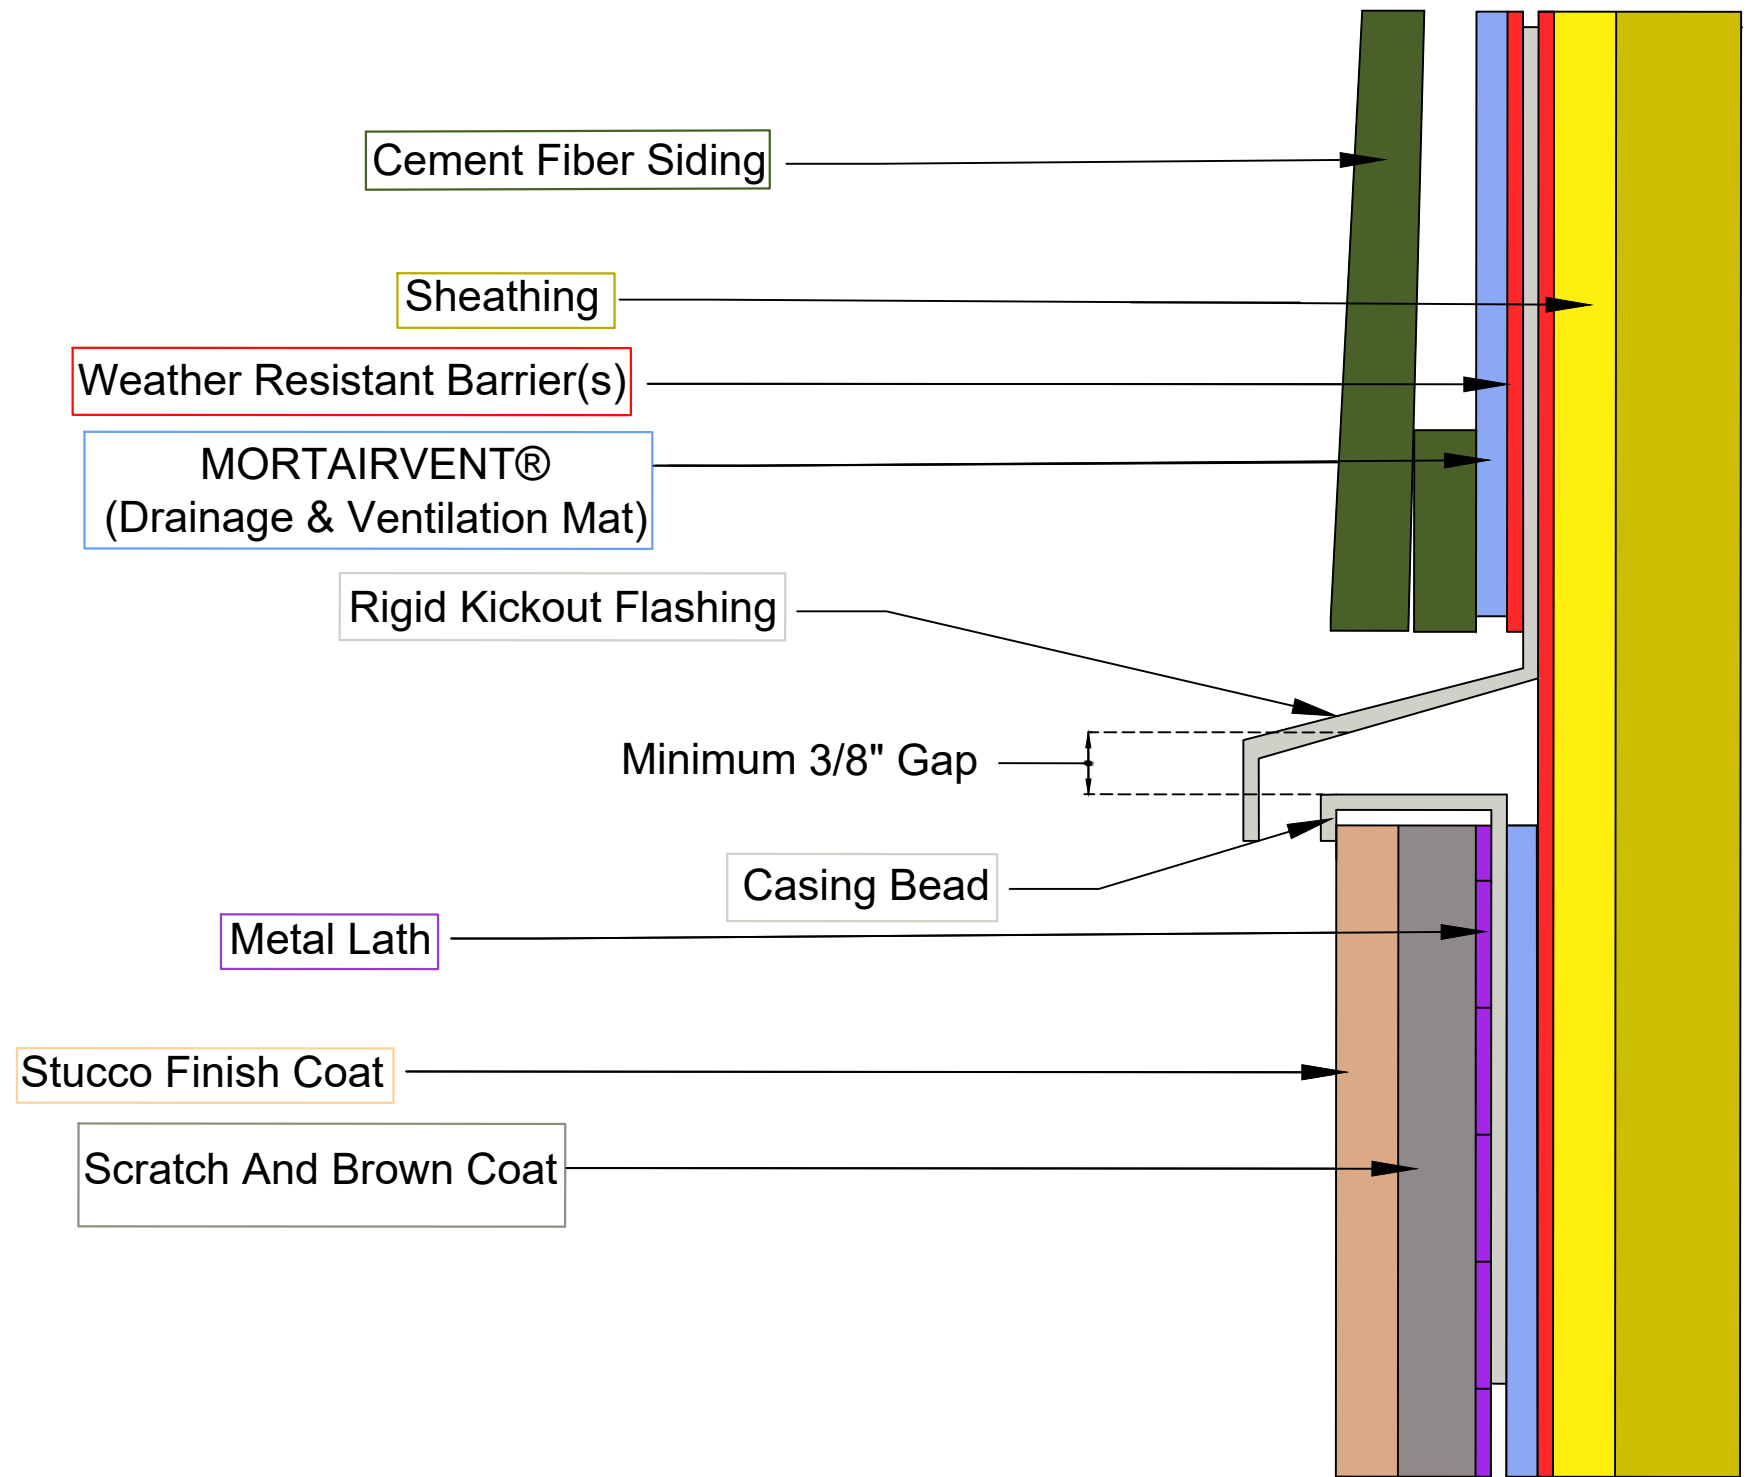 Cement Fiber Siding
Sheathing
Weather Resistant Barrier(s)
MORTAIRVENT®
(Drainage & Ventilation Mat)
Rigid Kickout Flashing
Minimum 3/8" Gap
Casing Bead
Metal Lath
Stucco Finish Coat
Scratch And Brown Coat